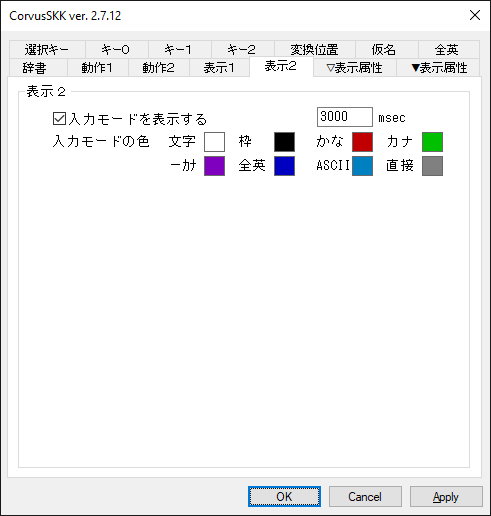 CorvusSKK ver. 2.7.12
選択キー キー0 キー1 キー2 変換位置 仮名 全英
辞書 動作1 動作2 表示1 表示2 ▽表示属性 ▼表示属性
表示２
入力モードを表示する 3000 msec
入力モードの色 文字 枠 かな カナ
ｰｶﾅ 全英 ASCII 直接
OK Cancel Apply